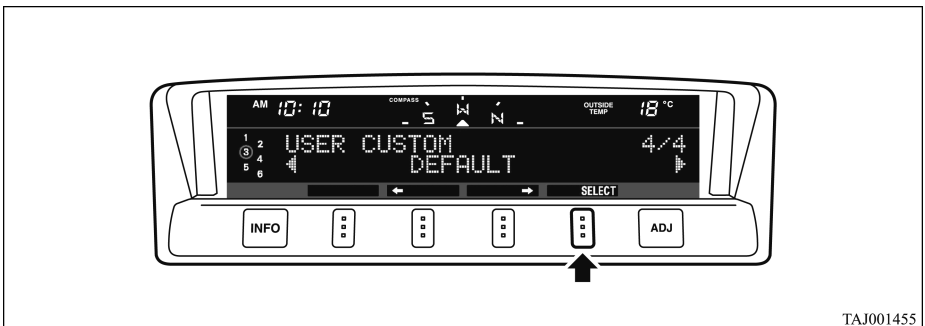 AM 10:10 COMPASS S W N OUTSIDE TEMP 18 °C
1 2 3 4 5 6
USER CUSTOM 4/4
DEFAULT
← → SELECT
INFO ADJ
TAJ001455